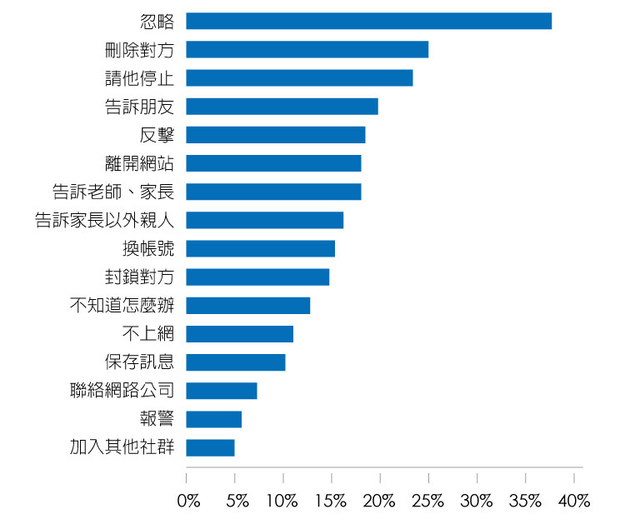 忽略
刪除對方
請他停止
告訴朋友
反擊
離開網站
告訴老師、家長
告訴家長以外親人
換帳號
封鎖對方
不知道怎麼辦
不上網
保存訊息
聯絡網路公司
報警
加入其他社群
0% 5% 10% 15% 20% 25% 30% 35% 40%